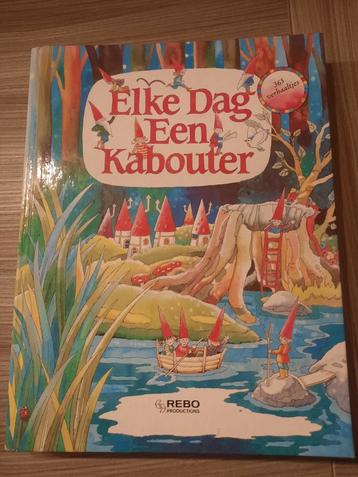 Elke Dag
Een
Kabouter
365
verhaaltjes
REBO
PRODUCTIONS